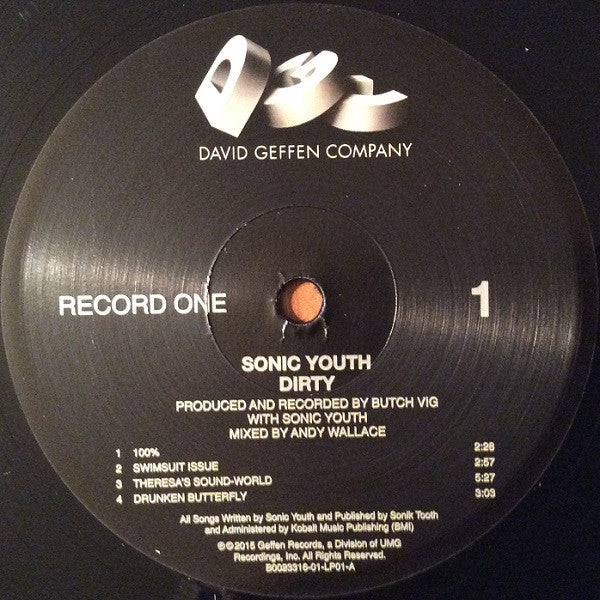 DGC
DAVID GEFFEN COMPANY
RECORD ONE
1
SONIC YOUTH
DIRTY
PRODUCED AND RECORDED BY BUTCH VIG
WITH SONIC YOUTH
MIXED BY ANDY WALLACE
1 100% 2:28
2 SWIMSUIT ISSUE 2:57
3 THERESA'S SOUND-WORLD 5:27
4 DRUNKEN BUTTERFLY 3:03
All Songs Written by Sonic Youth and Published by Sonik Tooth
and Administered by Kobalt Music Publishing (BMI)
℗©2015 Geffen Records, a Division of UMG
Recordings, Inc. All Rights Reserved.
B0023316-01-LP01-A